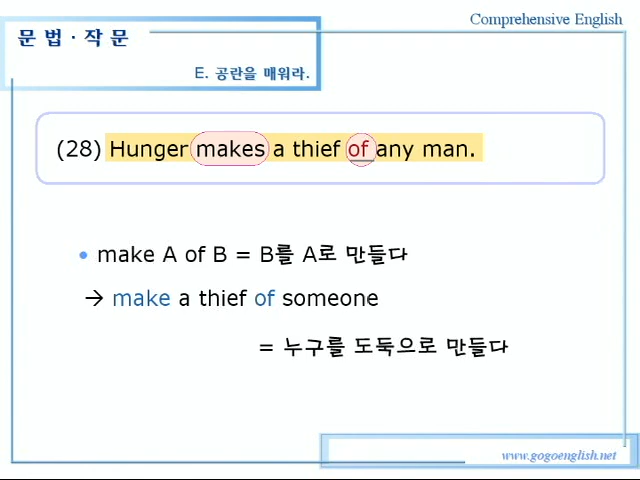 Comprehensive English
문 법 · 작 문
E. 공란을 매워라.
(28) Hunger makes a thief of any man.
• make A of B = B를 A로 만들다
→ make a thief of someone
= 누구를 도둑으로 만들다
www.gogoenglish.net